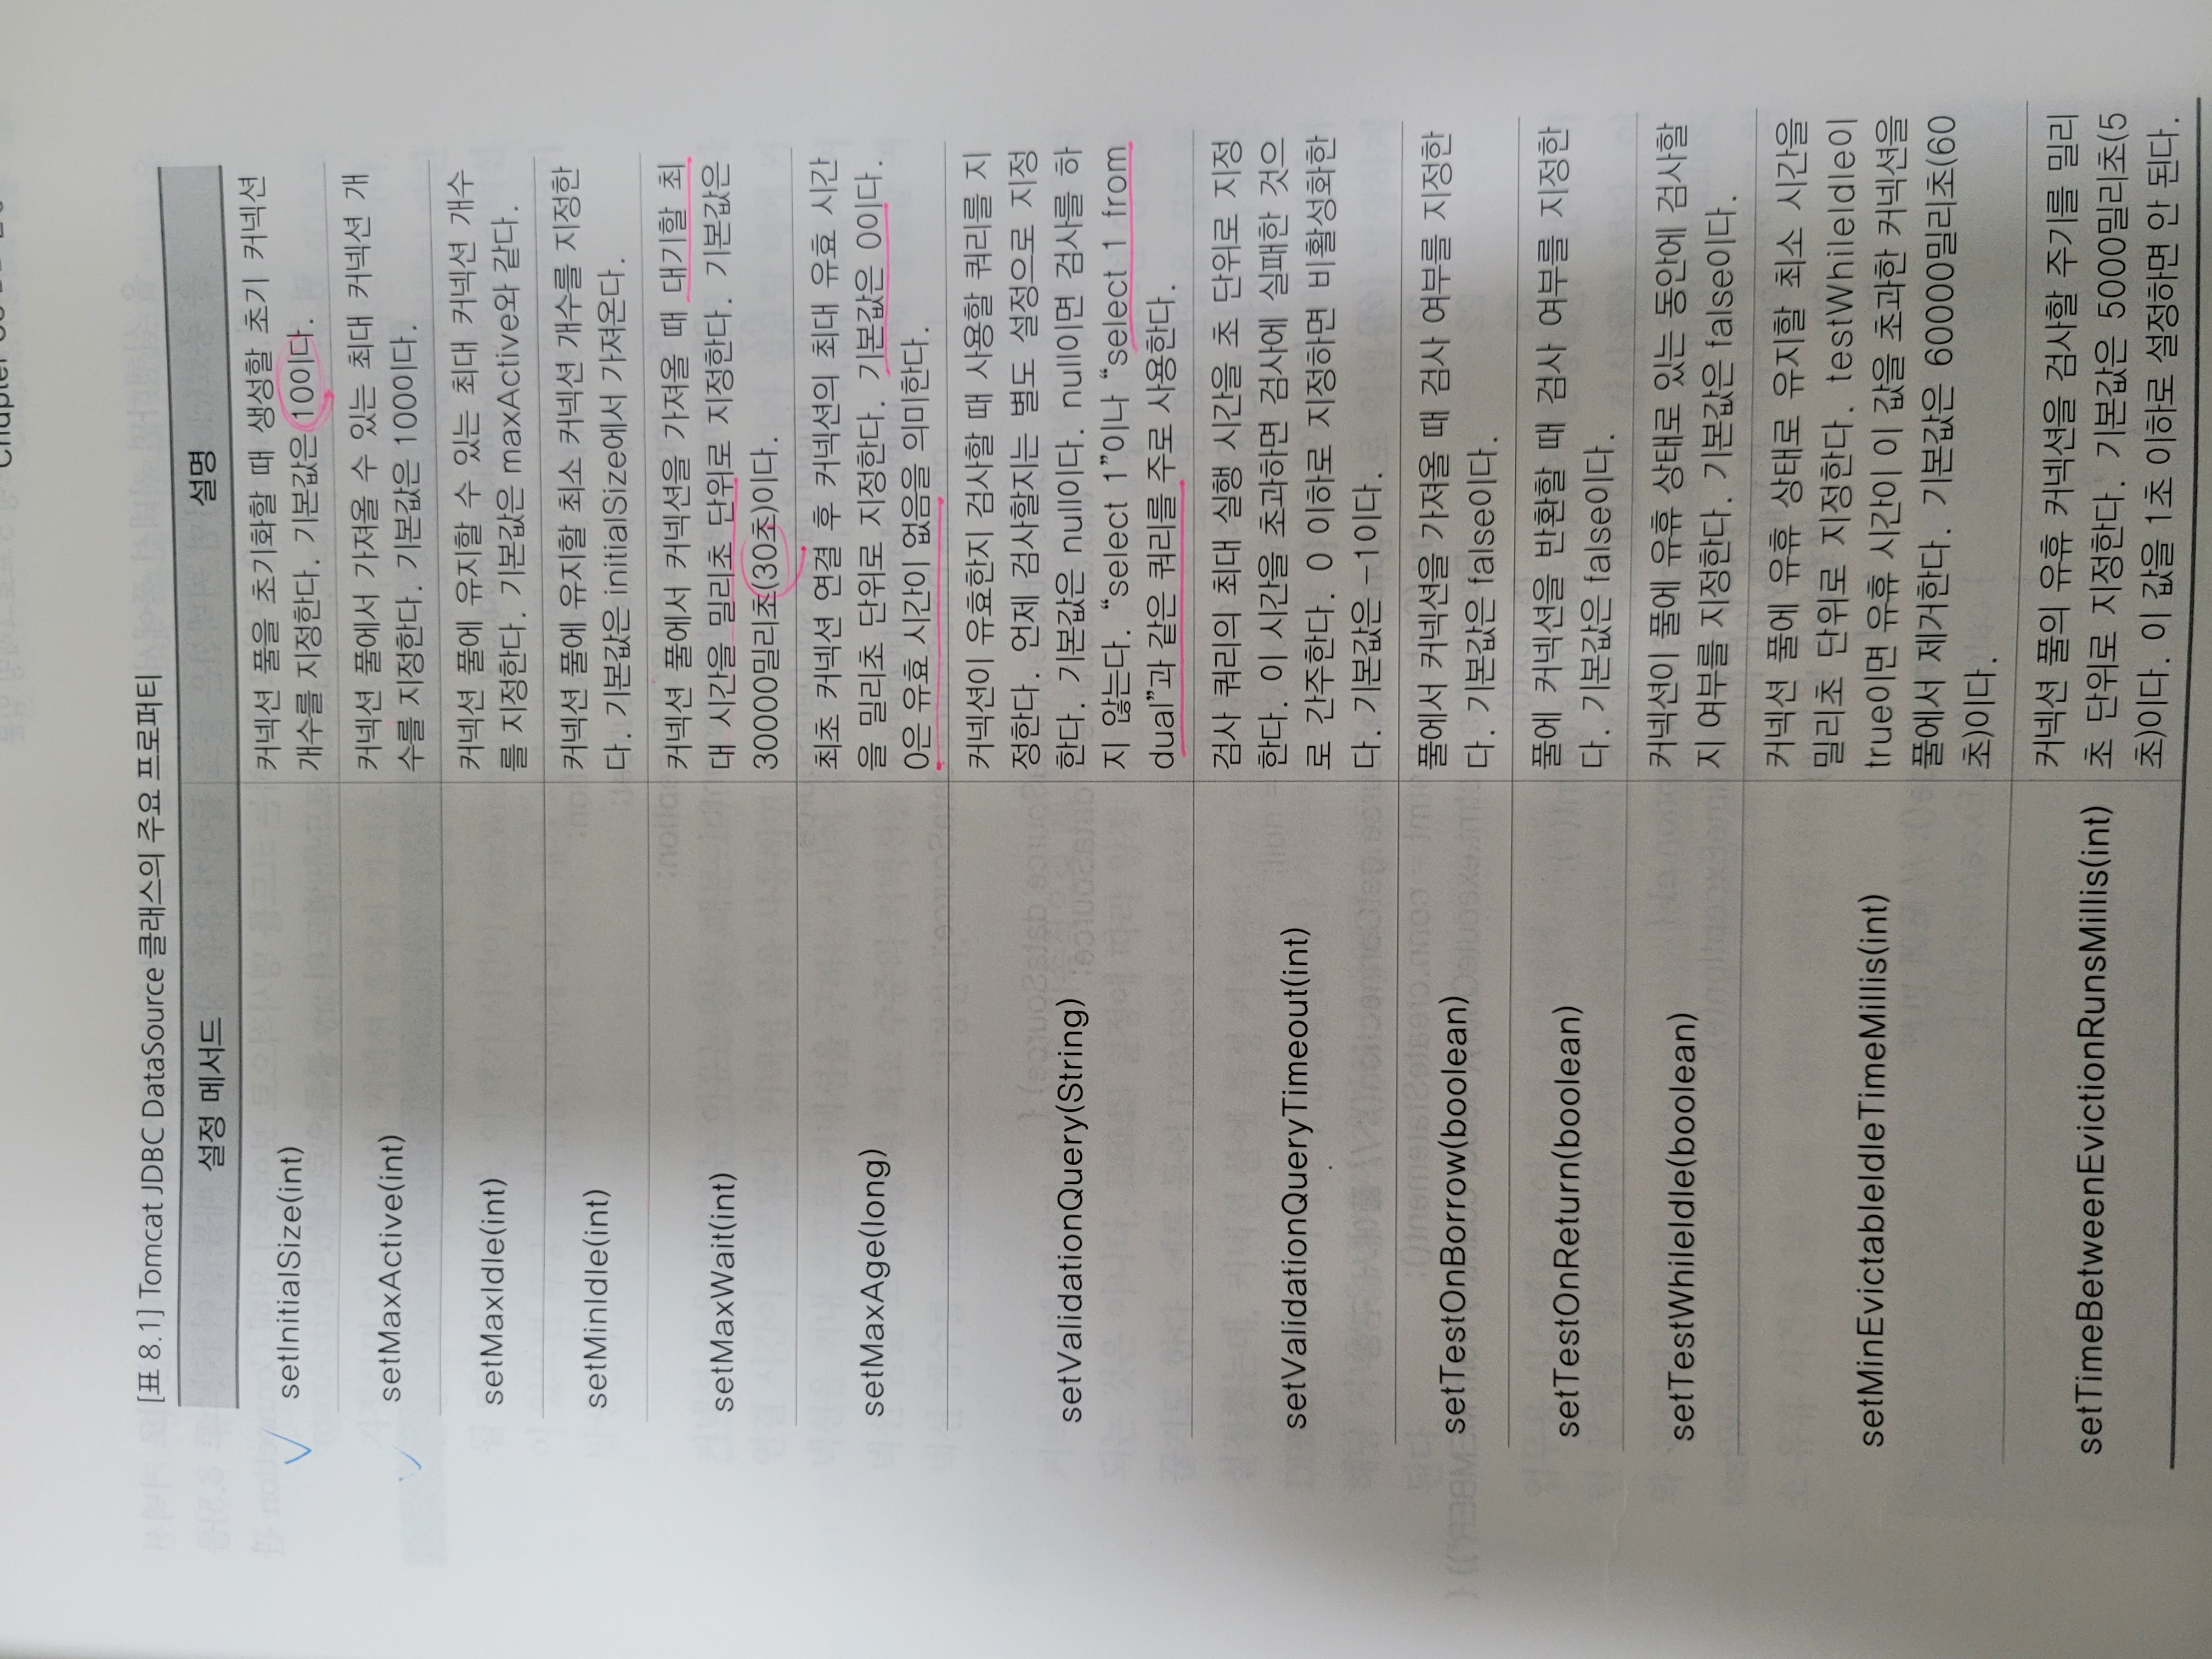 [표 8.1] Tomcat JDBC DataSource 클래스의 주요 프로퍼티
설정 메서드
설명
setInitialSize(int)
커넥션 풀을 초기화할 때 생성할 초기 커넥션
개수를 지정한다. 기본값은 10이다.
setMaxActive(int)
커넥션 풀에서 가져올 수 있는 최대 커넥션 개
수를 지정한다. 기본값은 100이다.
setMaxIdle(int)
커넥션 풀에 유지할 수 있는 최대 커넥션 개수
를 지정한다. 기본값은 maxActive와 같다.
setMinIdle(int)
커넥션 풀에 유지할 최소 커넥션 개수를 지정한
다. 기본값은 initialSize에서 가져온다.
setMaxWait(int)
커넥션 풀에서 커넥션을 가져올 때 대기할 최
대 시간을 밀리초 단위로 지정한다. 기본값은
30000밀리초(30초)이다.
setMaxAge(long)
최초 커넥션 연결 후 커넥션의 최대 유효 시간
을 밀리초 단위로 지정한다. 기본값은 0이다.
0은 유효 시간이 없음을 의미한다.
setValidationQuery(String)
커넥션이 유효한지 검사할 때 사용할 쿼리를 지
정한다. 언제 검사할지는 별도 설정으로 지정
한다. 기본값은 null이다. null이면 검사를 하
지 않는다. “select 1”이나 “select 1 from
dual”과 같은 쿼리를 주로 사용한다.
setValidationQueryTimeout(int)
검사 쿼리의 최대 실행 시간을 초 단위로 지정
한다. 이 시간을 초과하면 검사에 실패한 것으
로 간주한다. 0 이하로 지정하면 비활성화한
다. 기본값은 –1이다.
setTestOnBorrow(boolean)
풀에서 커넥션을 가져올 때 검사 여부를 지정한
다. 기본값은 false이다.
setTestOnReturn(boolean)
풀에 커넥션을 반환할 때 검사 여부를 지정한
다. 기본값은 false이다.
setTestWhileIdle(boolean)
커넥션이 풀에 유휴 상태로 있는 동안에 검사할
지 여부를 지정한다. 기본값은 false이다.
setMinEvictableIdleTimeMillis(int)
커넥션 풀에 유휴 상태로 유지할 최소 시간을
밀리초 단위로 지정한다. testWhileIdle이
true이면 유휴 시간이 이 값을 초과한 커넥션을
풀에서 제거한다. 기본값은 60000밀리초(60
초)이다.
setTimeBetweenEvictionRunsMillis(int)
커넥션 풀의 유휴 커넥션을 검사할 주기를 밀리
초 단위로 지정한다. 기본값은 5000밀리초(5
초)이다. 이 값을 1초 이하로 설정하면 안 된다.